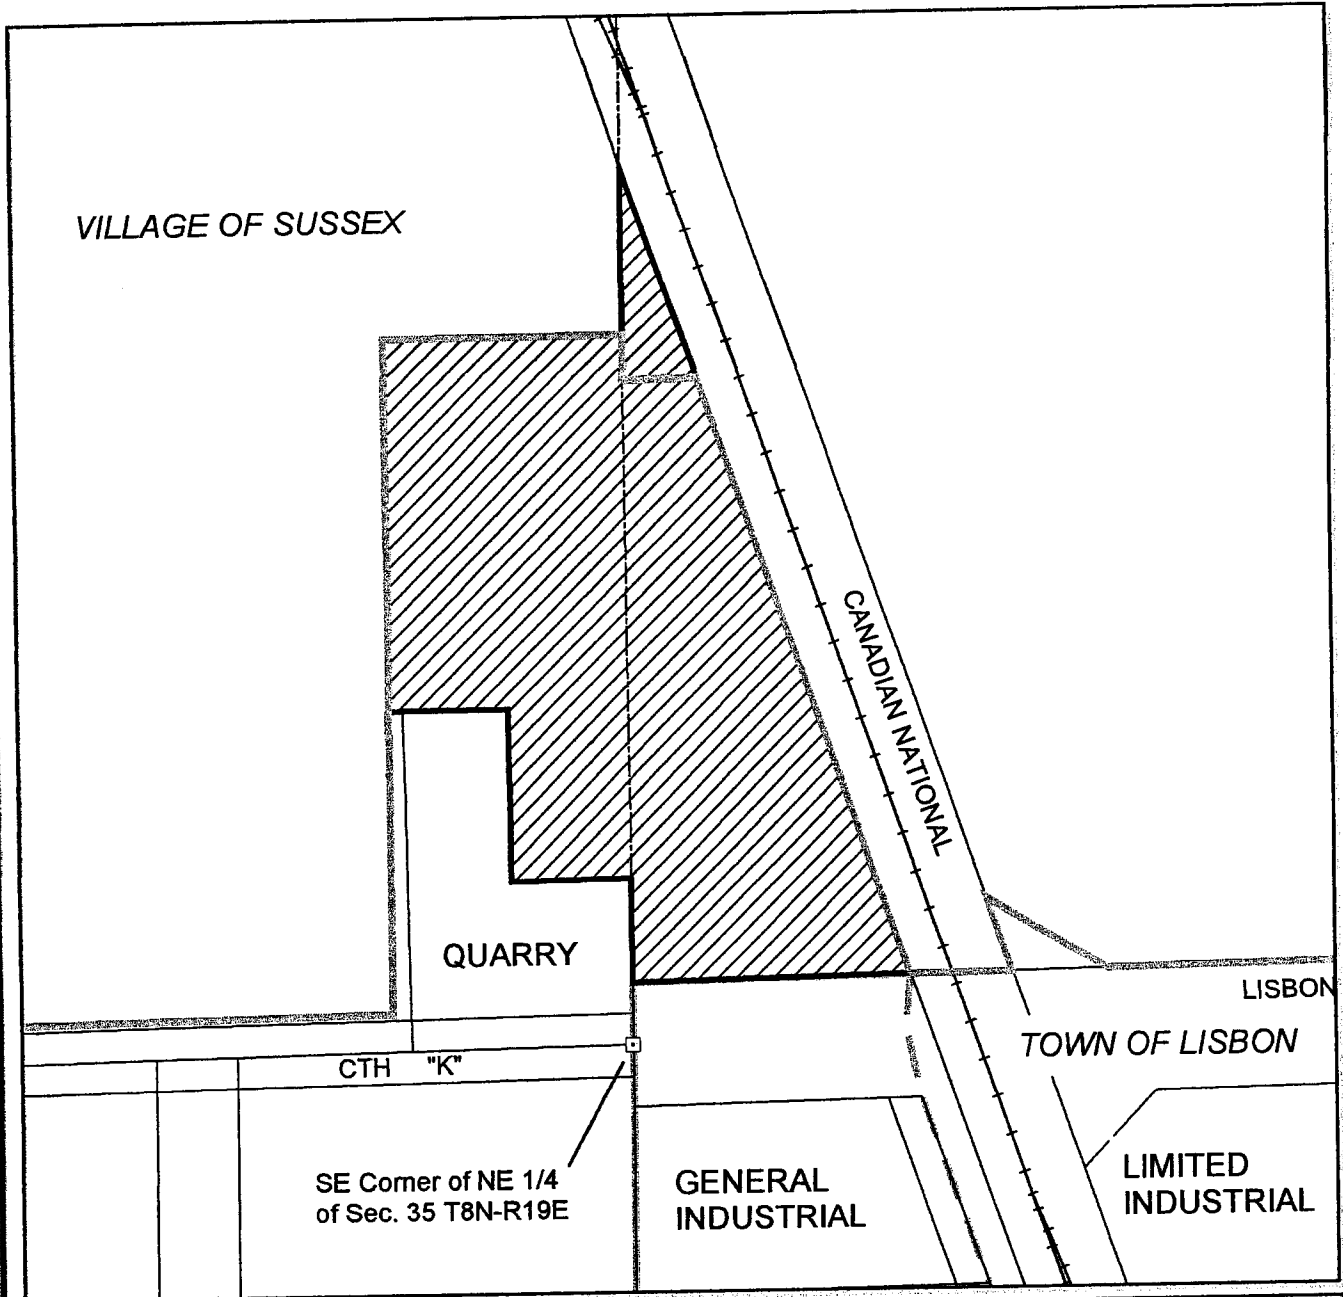 VILLAGE OF SUSSEX
CANADIAN NATIONAL
QUARRY
LISBON
TOWN OF LISBON
CTH "K"
SE Corner of NE 1/4
of Sec. 35 T8N-R19E
GENERAL
INDUSTRIAL
LIMITED
INDUSTRIAL